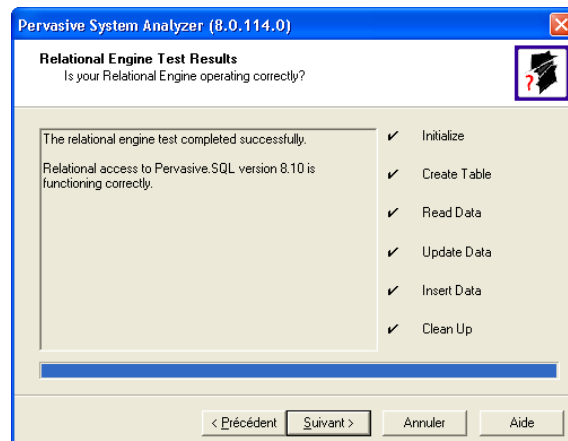 Pervasive System Analyzer (8.0.114.0)
Relational Engine Test Results
Is your Relational Engine operating correctly?
?
The relational engine test completed successfully.
Relational access to Pervasive.SQL version 8.10 is
functioning correctly.
✔ Initialize
✔ Create Table
✔ Read Data
✔ Update Data
✔ Insert Data
✔ Clean Up
< Précédent
Suivant >
Annuler
Aide